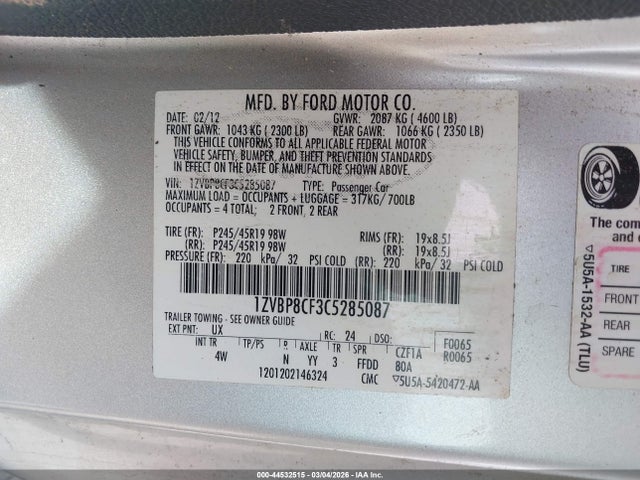 MFD. BY FORD MOTOR CO.
DATE: 02/12 GVWR: 2087 KG ( 4600 LB)
FRONT GAWR: 1043 KG ( 2300 LB) REAR GAWR: 1066 KG ( 2350 LB)
THIS VEHICLE CONFORMS TO ALL APPLICABLE FEDERAL MOTOR
VEHICLE SAFETY, BUMPER, AND THEFT PREVENTION STANDARDS
IN EFFECT ON THE DATE OF MANUFACTURE SHOWN ABOVE.
VIN: 1ZVBP8CF3C5285087 TYPE: Passenger Car
MAXIMUM LOAD = OCCUPANTS + LUGGAGE = 317KG/ 700LB
OCCUPANTS = 4 TOTAL; 2 FRONT, 2 REAR
TIRE (FR): P245/45R19 98W RIMS (FR): 19x8.5J
(RR): P245/45R19 98W (RR): 19x8.5J
PRESSURE (FR): 220 kPa/ 32 PSI COLD (RR): 220 kPa/ 32 PSI COLD
1ZVBP8CF3C5285087
TRAILER TOWING - SEE OWNER GUIDE
EXT PNT: UX RC: 24 F0065
INT TR TP/PS R AXLE TR SPR CZF1A R0065
4W N YY 3 FFDD 80A
1201202146324 CMC ▽5U5A-5420472-AA
The com
and
▽5U5A-1532-AA (TLU)
TIRE
FRONT
REAR
SPARE
000-44532515 - 03/04/2026 - IAAI.COM